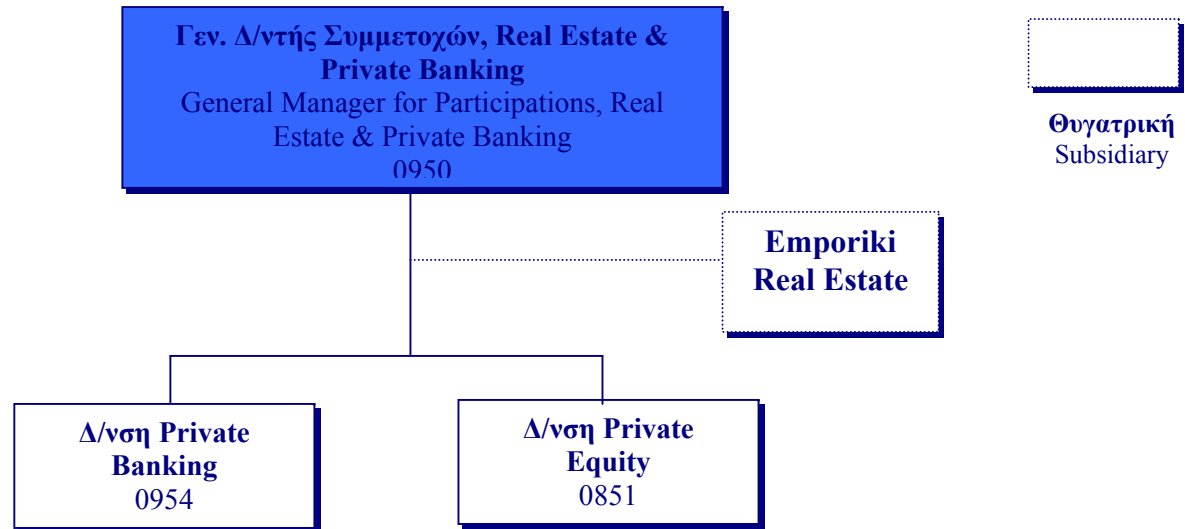 Γεν. Δ/ντής Συμμετοχών, Real Estate &
Private Banking
General Manager for Participations, Real
Estate & Private Banking
0950
Θυγατρική
Subsidiary
Emporiki
Real Estate
Δ/νση Private
Banking
0954
Δ/νση Private
Equity
0851